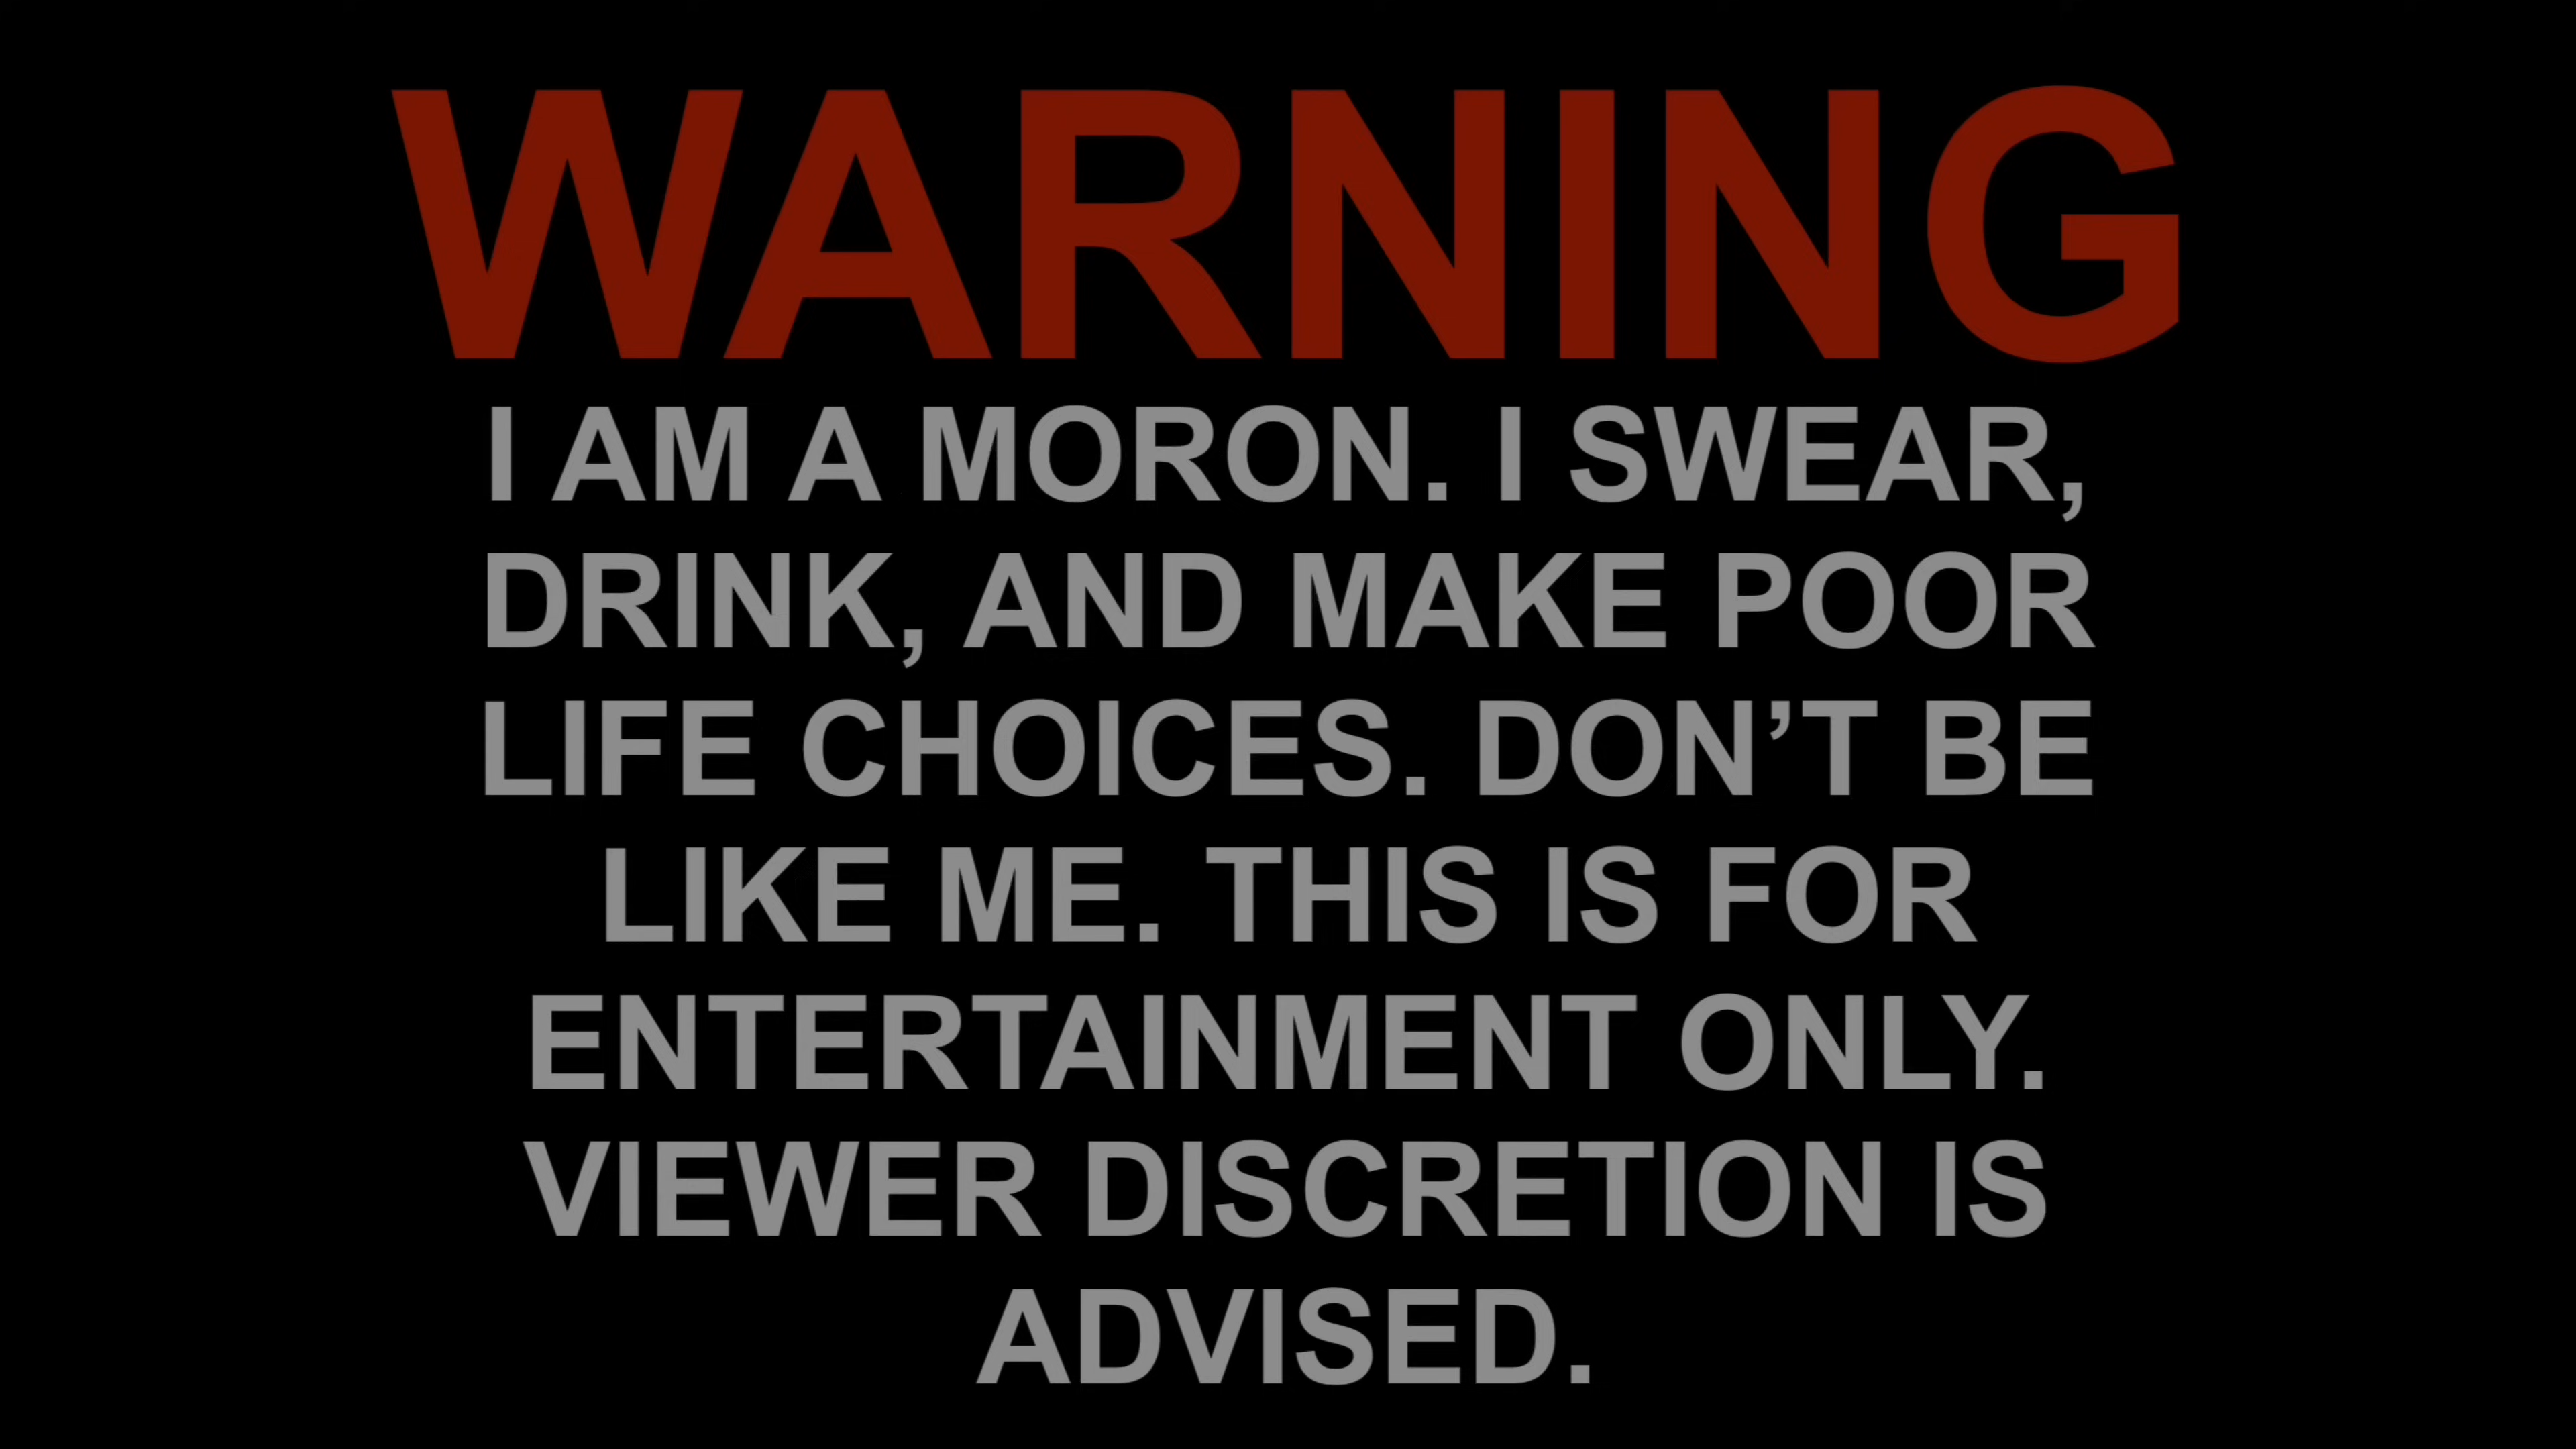 WARNING
I AM A MORON. I SWEAR,
DRINK, AND MAKE POOR
LIFE CHOICES. DON’T BE
LIKE ME. THIS IS FOR
ENTERTAINMENT ONLY.
VIEWER DISCRETION IS
ADVISED.